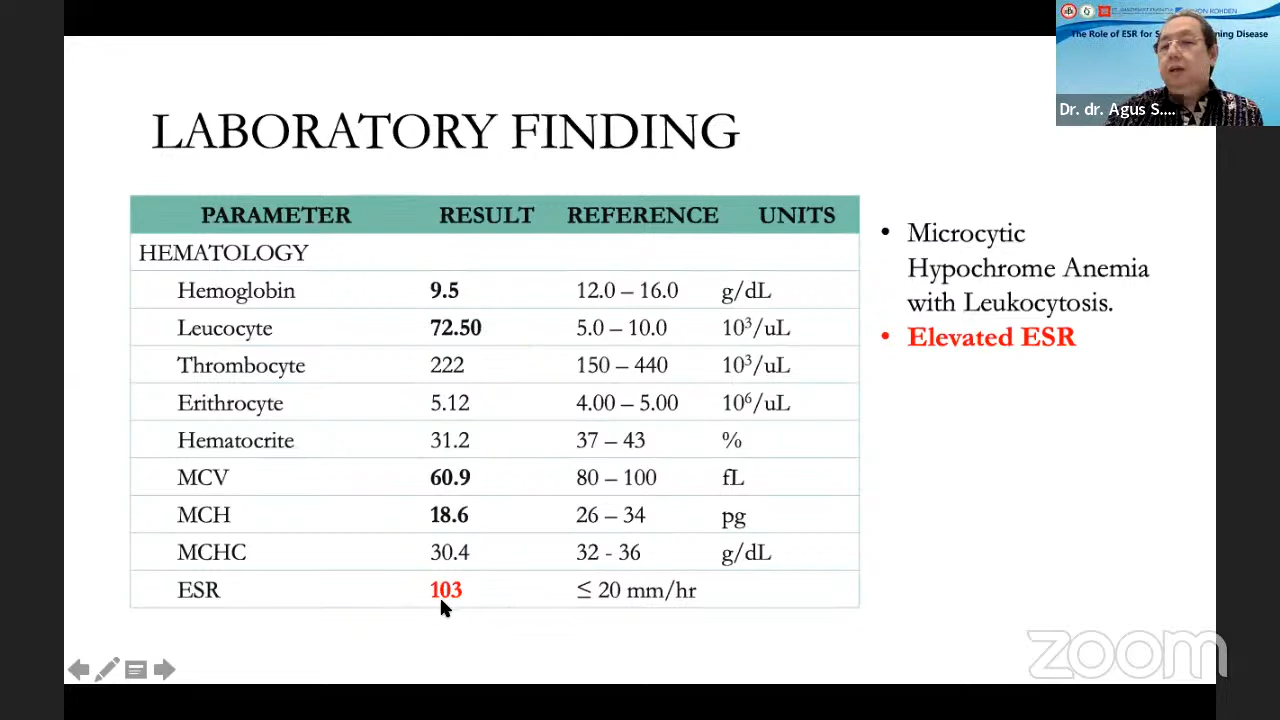 The Role of ESR for S ning Disease
Dr. dr. Agus S....
LABORATORY FINDING
PARAMETER RESULT REFERENCE UNITS
HEMATOLOGY
Hemoglobin 9.5 12.0 – 16.0 g/dL
Leucocyte 72.50 5.0 – 10.0 10³/uL
Thrombocyte 222 150 – 440 10³/uL
Erithrocyte 5.12 4.00 – 5.00 10⁶/uL
Hematocrite 31.2 37 – 43 %
MCV 60.9 80 – 100 fL
MCH 18.6 26 – 34 pg
MCHC 30.4 32 - 36 g/dL
ESR 103 ≤ 20 mm/hr
• Microcytic
Hypochrome Anemia
with Leukocytosis.
• Elevated ESR
zoom